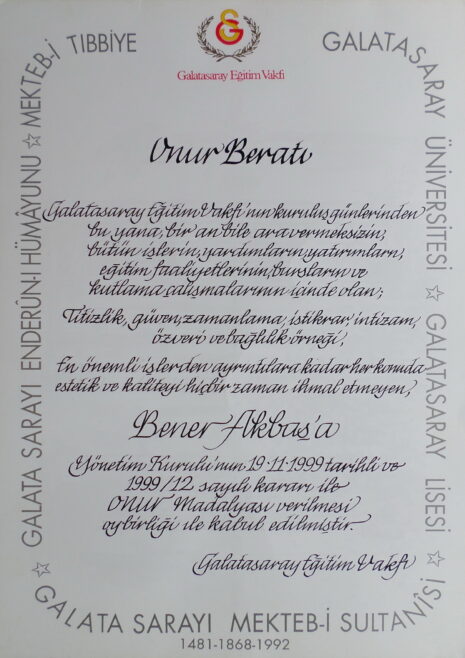 GS
Galatasaray Eğitim Vakfı
GALATA SARAYI ENDERÛN-I HÜMÂYUNU ☆ MEKTEB-İ TIBBİYE
GALATASARAY ÜNİVERSİTESİ ☆ GALATASARAY LİSESİ ☆
Onur Beratı
Galatasaray Eğitim Vakfı'nın kuruluş günlerinden
bu yana, bir an bile ara vermeksizin;
bütün işlerin, yardımların, yatırımların,
eğitim faaliyetlerinin, bursların ve
kutlama çalışmalarının içinde olan;
Titizlik, güven, zamanlama, istikrar, intizam,
özveri ve bağlılık örneği,
En önemli işlerden ayrıntılara kadar her konuda
estetik ve kaliteyi hiçbir zaman ihmal etmeyen,
Bener Akbaş'a
Yönetim Kurulu'nun 19.11.1999 tarihli ve
1999/12. sayılı kararı ile
ONUR Madalyası verilmesi
oybirliği ile kabul edilmiştir.
Galatasaray Eğitim Vakfı
☆ GALATA SARAYI MEKTEB-İ SULTANÎSİ
1481-1868-1992